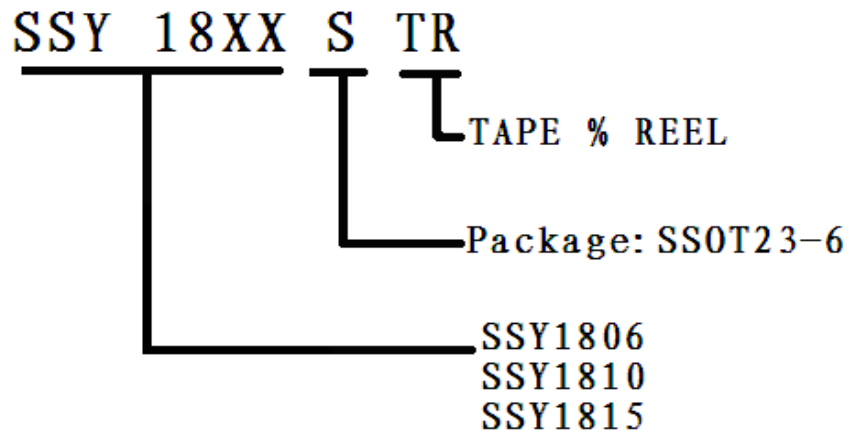 SSY 18XX S TR
TAPE % REEL
Package: SSOT23-6
SSY1806
SSY1810
SSY1815